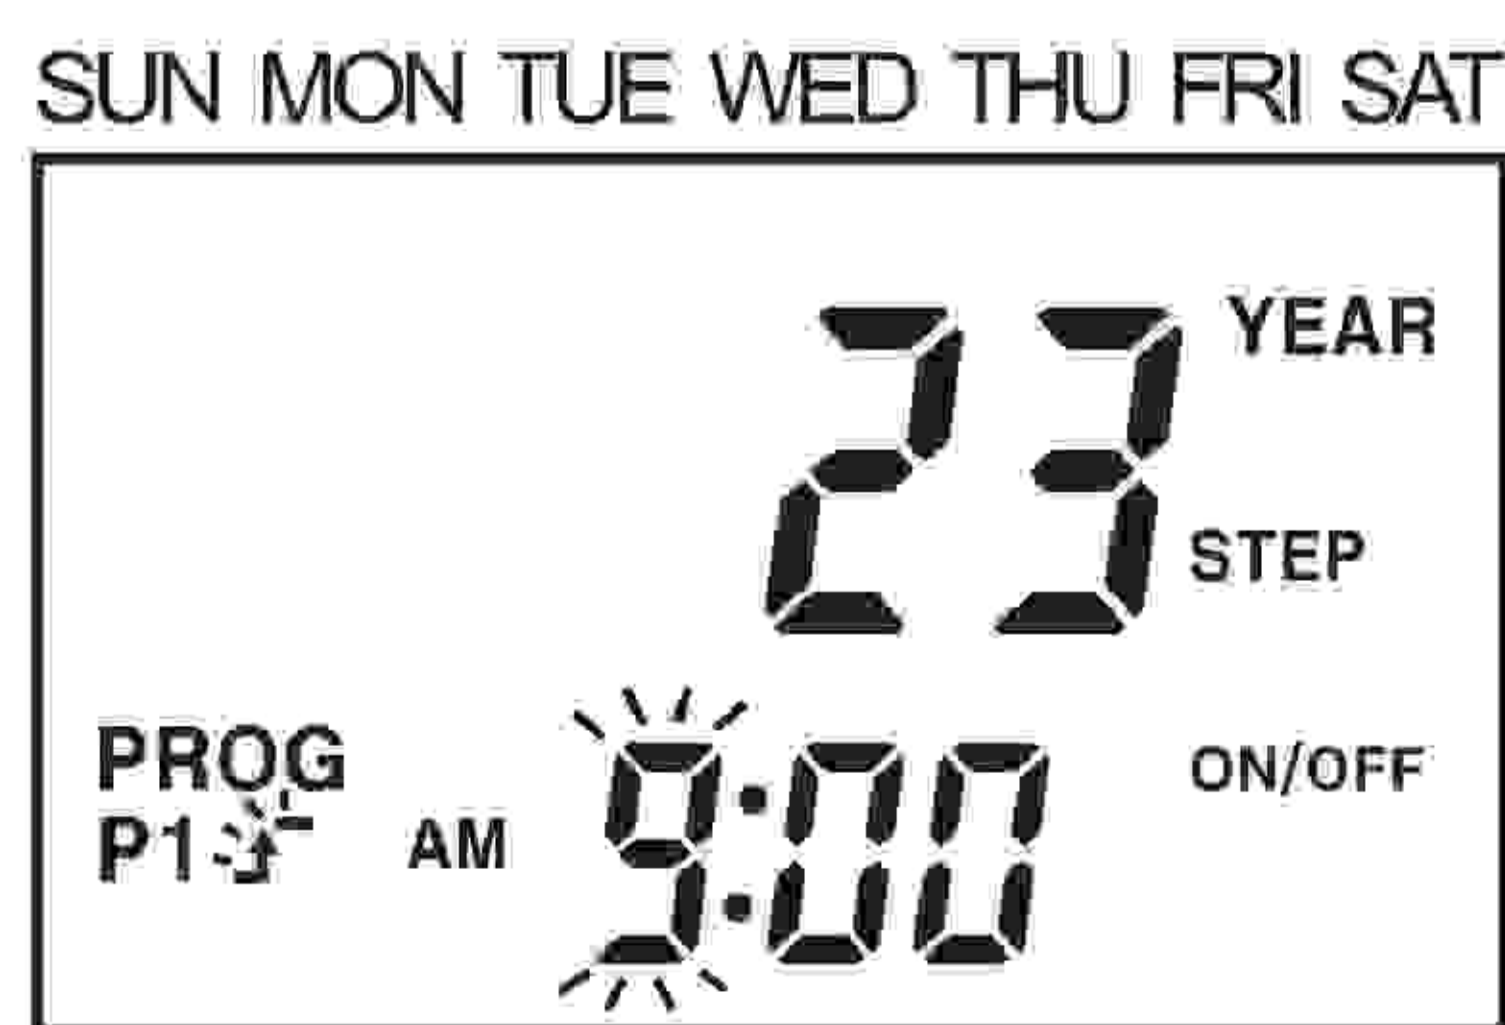 SUN MON TUE WED THU FRI SAT
23 YEAR
STEP
PROG
ON/OFF
P1 AM 9:00